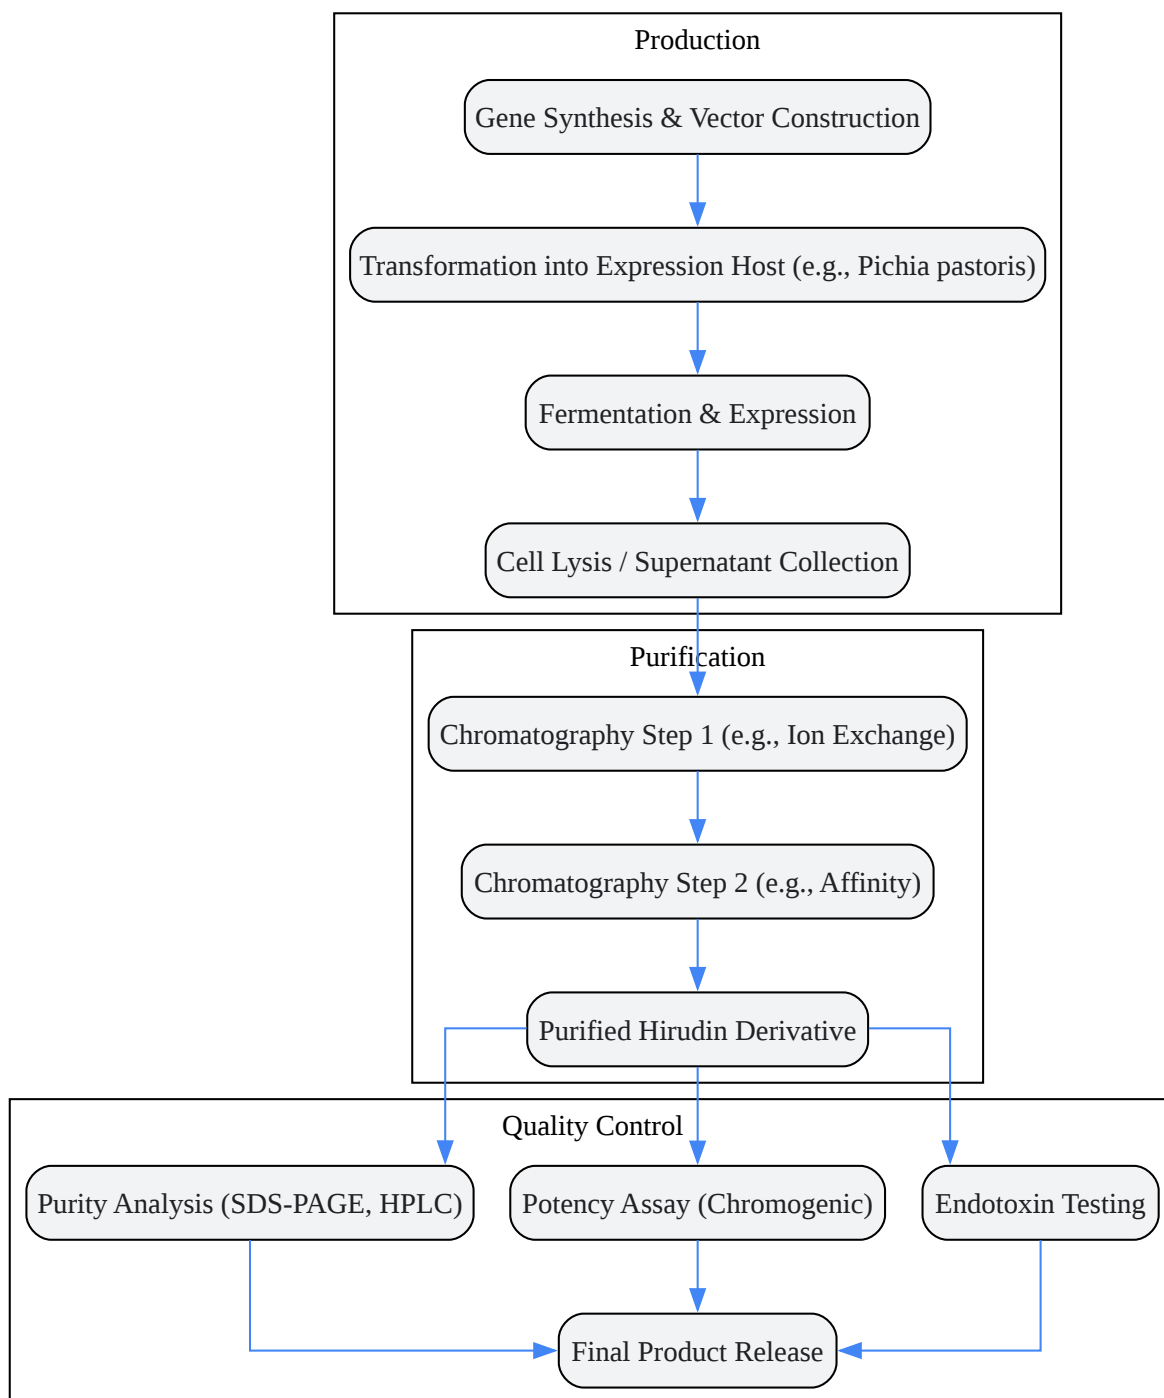 Production
Gene Synthesis & Vector Construction
Transformation into Expression Host (e.g., Pichia pastoris)
Fermentation & Expression
Cell Lysis / Supernatant Collection
Purification
Chromatography Step 1 (e.g., Ion Exchange)
Chromatography Step 2 (e.g., Affinity)
Purified Hirudin Derivative
Quality Control
Purity Analysis (SDS-PAGE, HPLC)
Potency Assay (Chromogenic)
Endotoxin Testing
Final Product Release